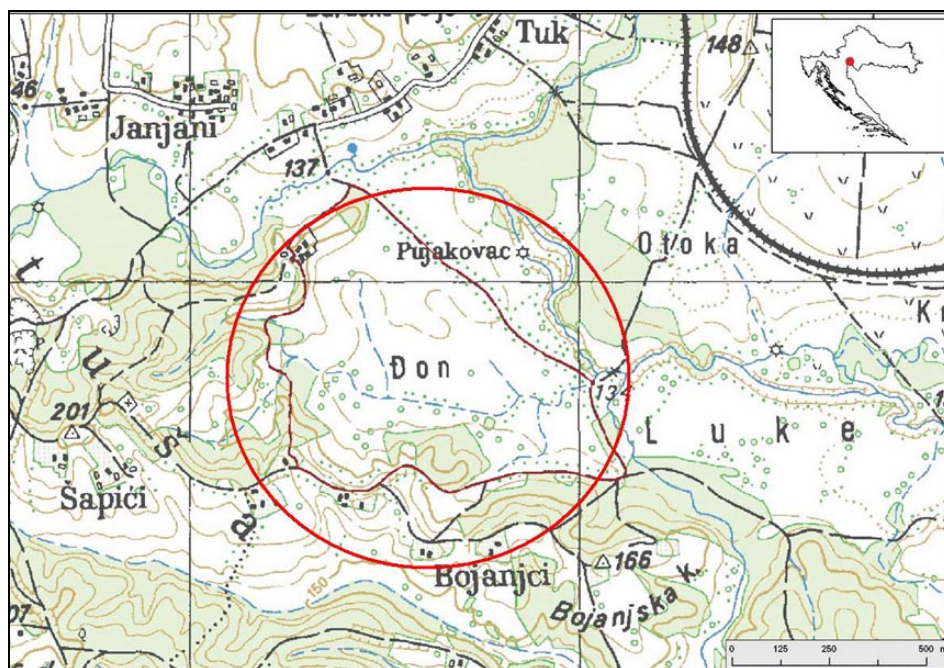 Tuk
148
46
Janjani
137
Otoka
Pujakovac
Đon
134
201
Luke
Šapići
150
166
Bojanjci
Bojanjska k.
07
0 125 250 500